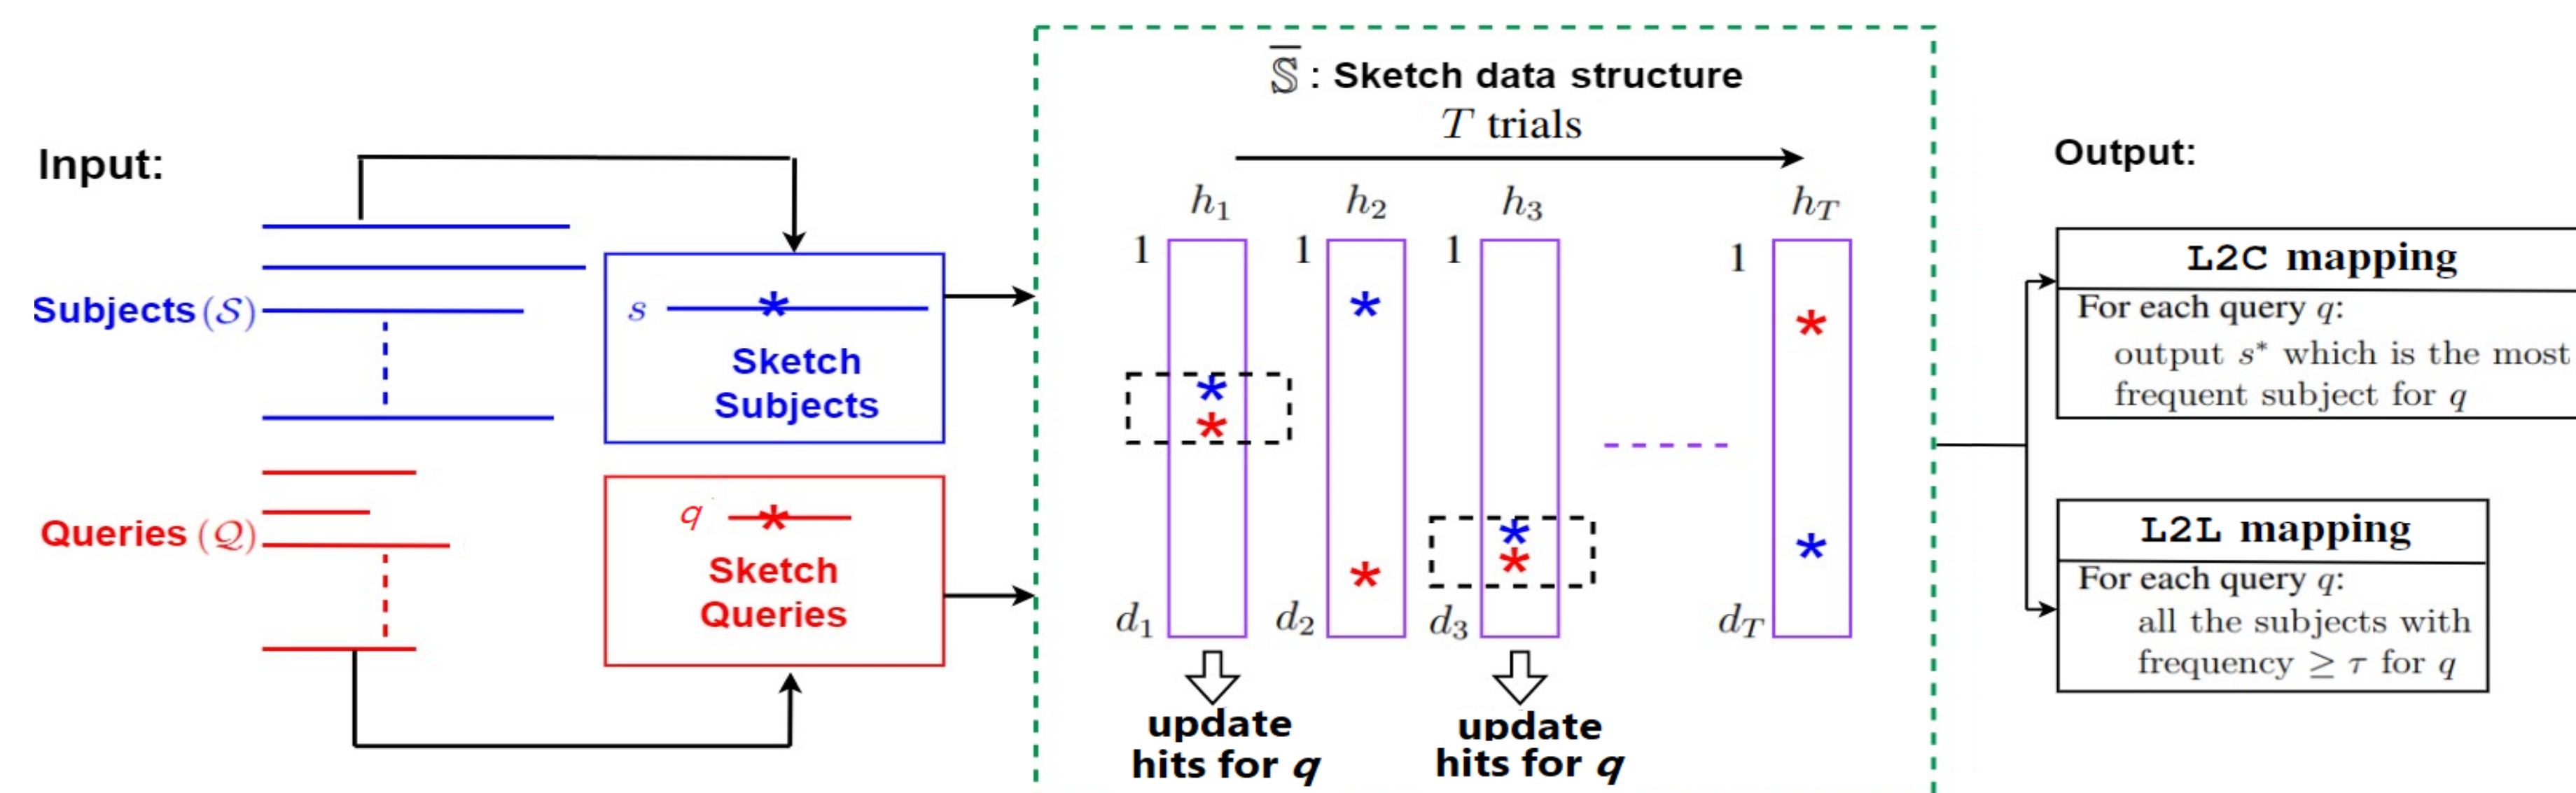 Input:
Subjects (𝒮)
Queries (𝒬)
s *
Sketch
Subjects
q *
Sketch
Queries
S̅ : Sketch data structure
T trials
h₁ h₂ h₃ h_T
1 1 1 1
* * * *
* * * *
d₁ d₂ d₃ d_T
update
hits for q
update
hits for q
Output:
L2C mapping
For each query q:
output s* which is the most
frequent subject for q
L2L mapping
For each query q:
all the subjects with
frequency ≥ τ for q